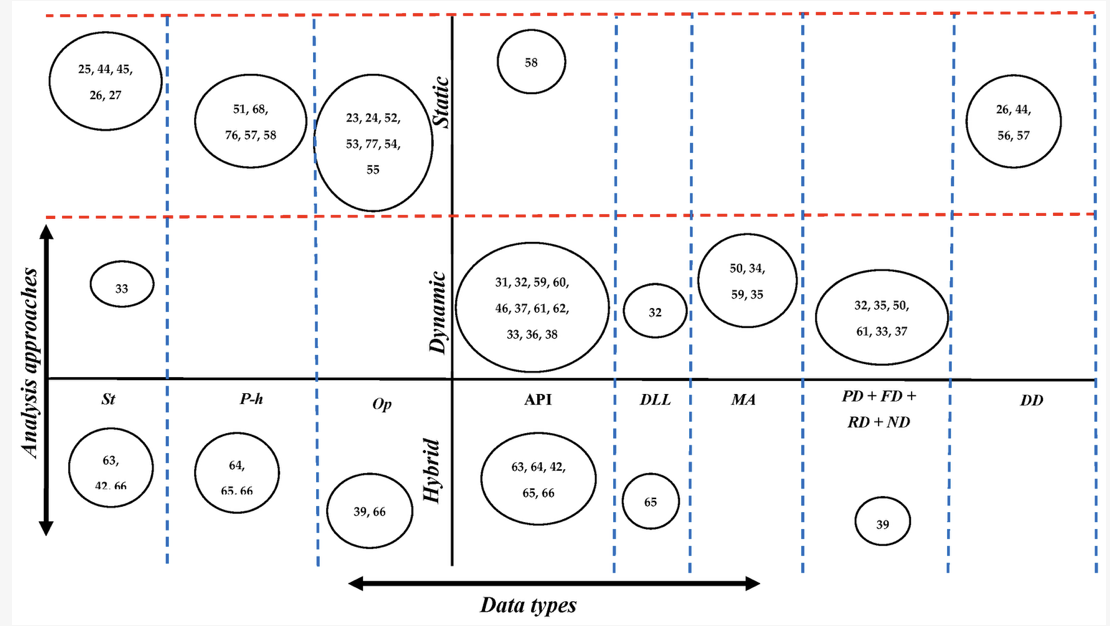 25, 44, 45,
26, 27
51, 68,
76, 57, 58
23, 24, 52,
53, 77, 54,
55
Static
58
26, 44,
56, 57
Analysis approaches
33
Dynamic
31, 32, 59, 60,
46, 37, 61, 62,
33, 36, 38
32
50, 34,
59, 35
32, 35, 50,
61, 33, 37
St
P-h
Op
API
DLL
MA
PD + FD +
RD + ND
DD
63,
42, 66
64,
65, 66
39, 66
Hybrid
63, 64, 42,
65, 66
65
39
Data types